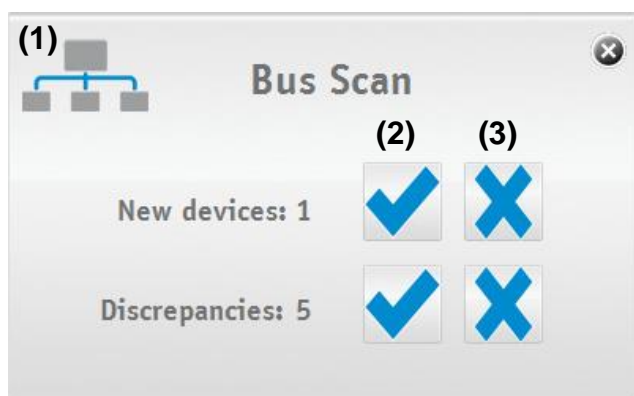 (1)
Bus Scan
(2) (3)
New devices: 1
Discrepancies: 5